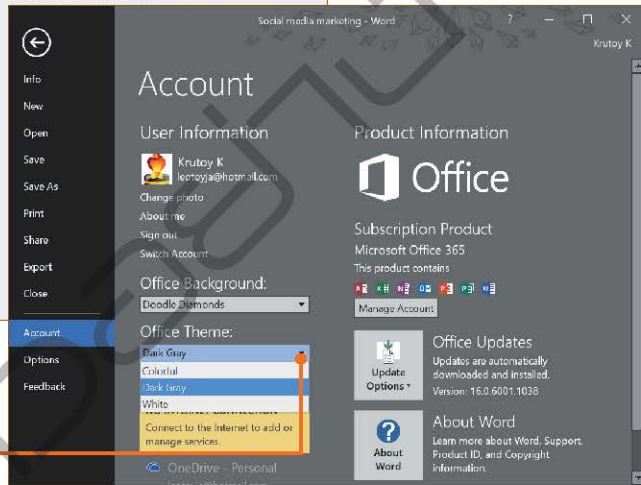 Social media marketing - Word
?
Krutoy K
Info
New
Open
Save
Save As
Print
Share
Export
Close
Account
Options
Feedback
Account
User Information
Krutoy K
leetoyja@hotmail.com
Change photo
About me
Sign out
Switch Account
Office Background:
Doodle Diamonds
Office Theme:
Dark Gray
Colorful
Dark Gray
White
NO INTERNET CONNECTION
Connect to the Internet to add or
manage services.
OneDrive - Personal
Product Information
Office
Subscription Product
Microsoft Office 365
This product contains
Manage Account
Update
Options
Office Updates
Updates are automatically
downloaded and installed.
Version: 16.0.6001.1038
About
Word
About Word
Learn more about Word, Support,
Product ID, and Copyright
information.